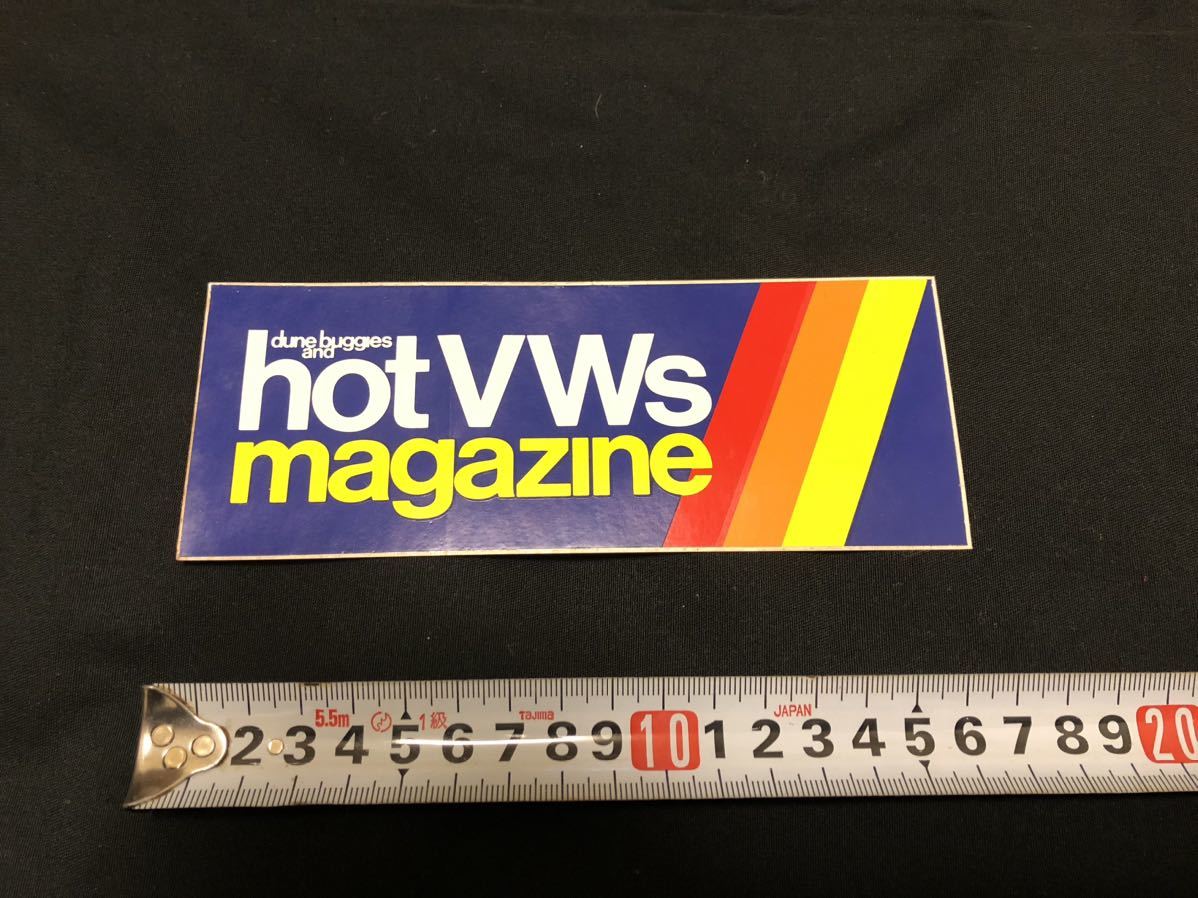 dune buggies
and
hot VWs
magazine
5.5m 1級 Tajima JAPAN
2 3 4 5 6 7 8 9 10 1 2 3 4 5 6 7 8 9 20